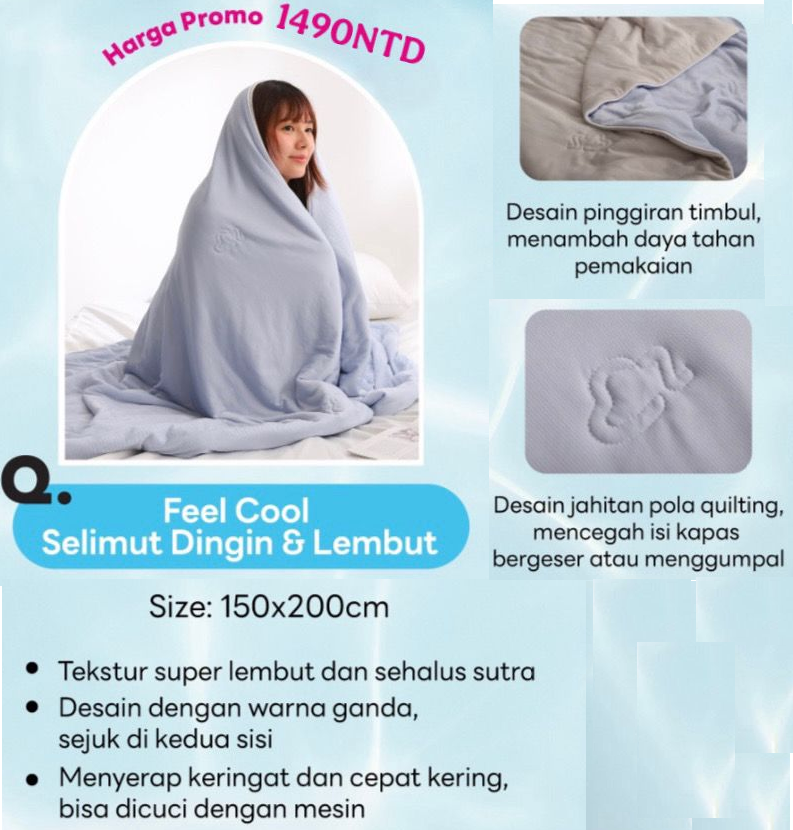 Harga Promo 1490NTD
Desain pinggiran timbul,
menambah daya tahan
pemakaian
Desain jahitan pola quilting,
mencegah isi kapas
bergeser atau menggumpal
Q.
Feel Cool
Selimut Dingin & Lembut
Size: 150x200cm
• Tekstur super lembut dan sehalus sutra
• Desain dengan warna ganda,
sejuk di kedua sisi
• Menyerap keringat dan cepat kering,
bisa dicuci dengan mesin